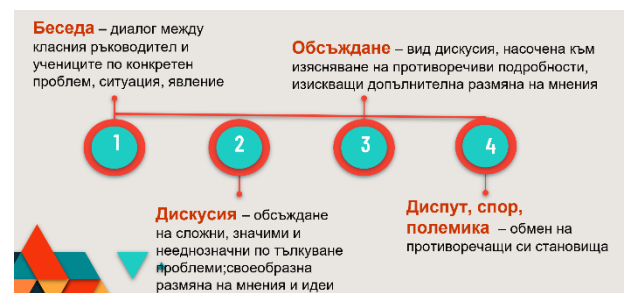 Беседа – диалог между
класния ръководител и
учениците по конкретен
проблем, ситуация, явление
Обсъждане – вид дискусия, насочена към
изясняване на противоречиви подробности,
изискващи допълнителна размяна на мнения
1
2
3
4
Дискусия – обсъждане
на сложни, значими и
нееднозначни по тълкуване
проблеми;своеобразна
размяна на мнения и идеи
Диспут, спор,
полемика – обмен на
противоречащи си становища